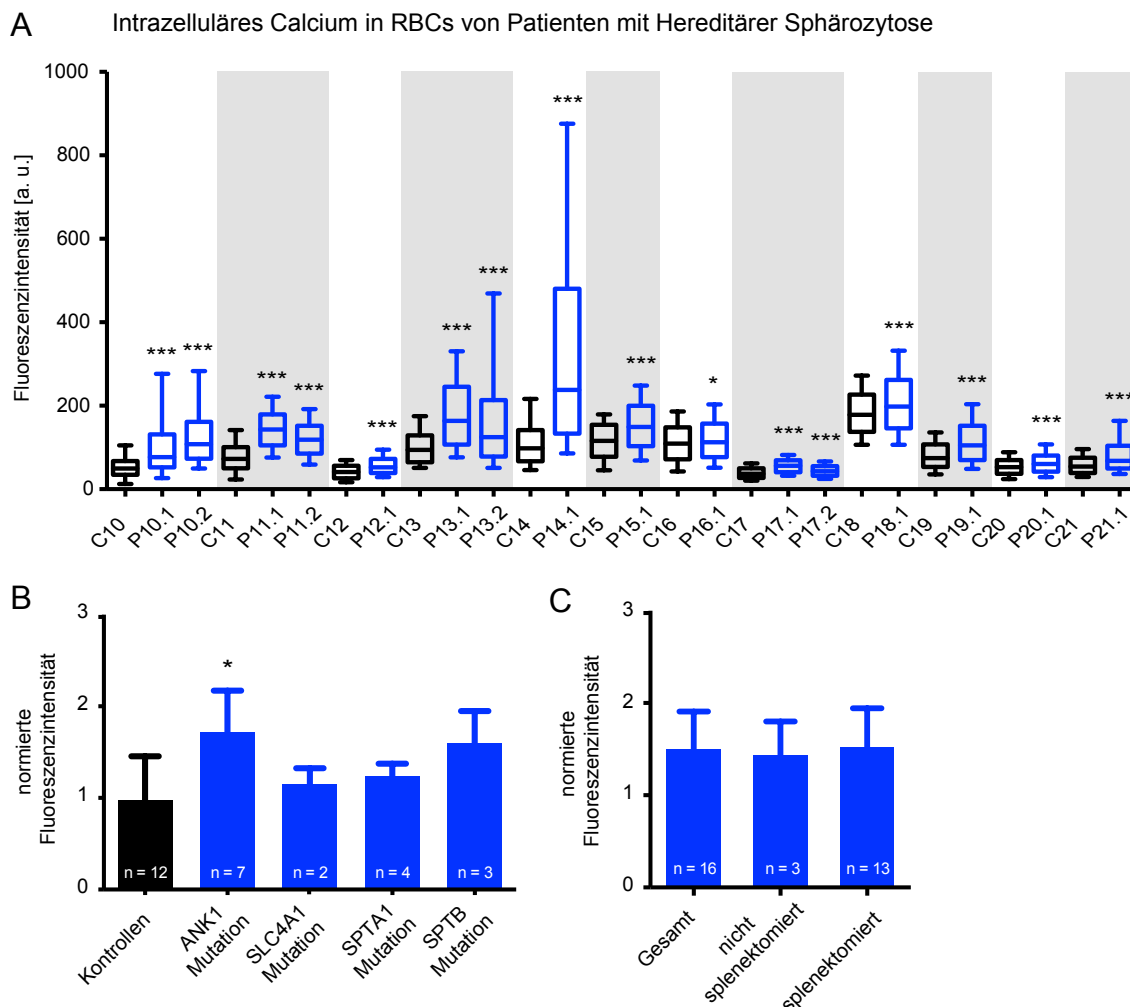 A
Intrazelluläres Calcium in RBCs von Patienten mit Hereditärer Sphärozytose
Fluoreszenzintensität [a. u.]
1000
800
600
400
200
0
*** *** *** *** *** *** *** *** *** * *** *** *** *** *** ***
C10 P10.1 P10.2 C11 P11.1 P11.2 C12 P12.1 C13 P13.1 P13.2 C14 P14.1 C15 P15.1 C16 P16.1 C17 P17.1 P17.2 C18 P18.1 C19 P19.1 C20 P20.1 C21 P21.1
B
normierte
Fluoreszenzintensität
3
2
1
0
*
n = 12 n = 7 n = 2 n = 4 n = 3
Kontrollen
ANK1
Mutation
SLC4A1
Mutation
SPTA1
Mutation
SPTB
Mutation
C
normierte
Fluoreszenzintensität
3
2
1
0
n = 16 n = 3 n = 13
Gesamt
nicht
splenektomiert
splenektomiert